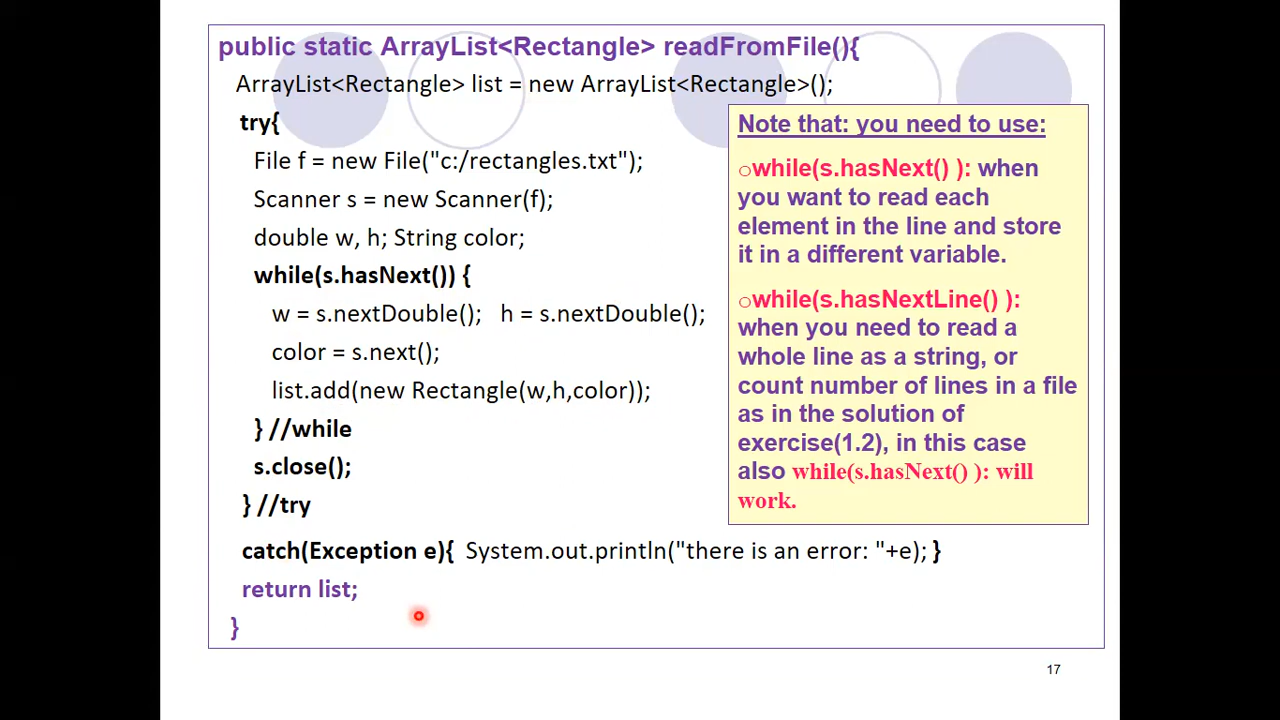 public static ArrayList<Rectangle> readFromFile(){
ArrayList<Rectangle> list = new ArrayList<Rectangle>();
try{
File f = new File("c:/rectangles.txt");
Scanner s = new Scanner(f);
double w, h; String color;
while(s.hasNext()) {
w = s.nextDouble(); h = s.nextDouble();
color = s.next();
list.add(new Rectangle(w,h,color));
} //while
s.close();
} //try
catch(Exception e){ System.out.println("there is an error: "+e); }
return list;
}
Note that: you need to use:
○while(s.hasNext() ): when
you want to read each
element in the line and store
it in a different variable.
○while(s.hasNextLine() ):
when you need to read a
whole line as a string, or
count number of lines in a file
as in the solution of
exercise(1.2), in this case
also while(s.hasNext() ): will
work.
17